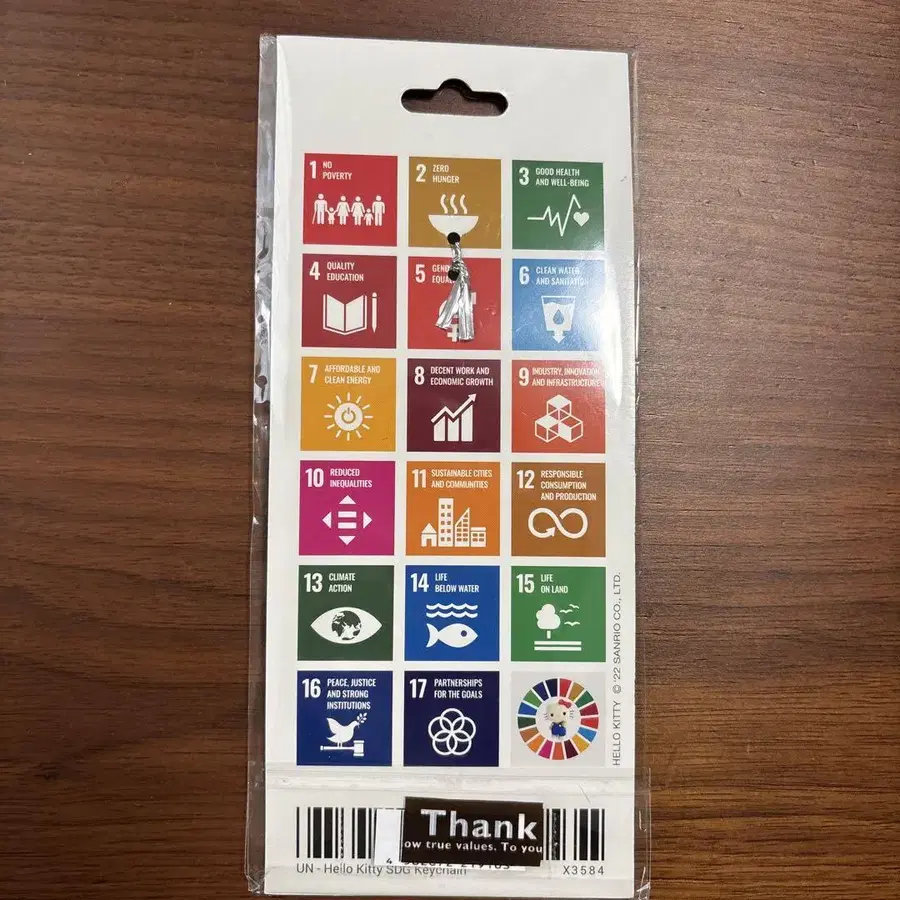 1 NO
POVERTY
2 ZERO
HUNGER
3 GOOD HEALTH
AND WELL-BEING
4 QUALITY
EDUCATION
5
6 CLEAN WATER
AND SANITATION
7 AFFORDABLE AND
CLEAN ENERGY
8 DECENT WORK AND
ECONOMIC GROWTH
9 INDUSTRY, INNOVATION
AND INFRASTRUCTURE
10 REDUCED
INEQUALITIES
11 SUSTAINABLE CITIES
AND COMMUNITIES
12 RESPONSIBLE
CONSUMPTION
AND PRODUCTION
13 CLIMATE
ACTION
14 LIFE
BELOW WATER
15 LIFE
ON LAND
16 PEACE, JUSTICE
AND STRONG
INSTITUTIONS
17 PARTNERSHIPS
FOR THE GOALS
HELLO KITTY © '22 SANRIO CO., LTD.
Thank
ow true values. To you
UN - Hello Kitty SDG Keychain
X3584